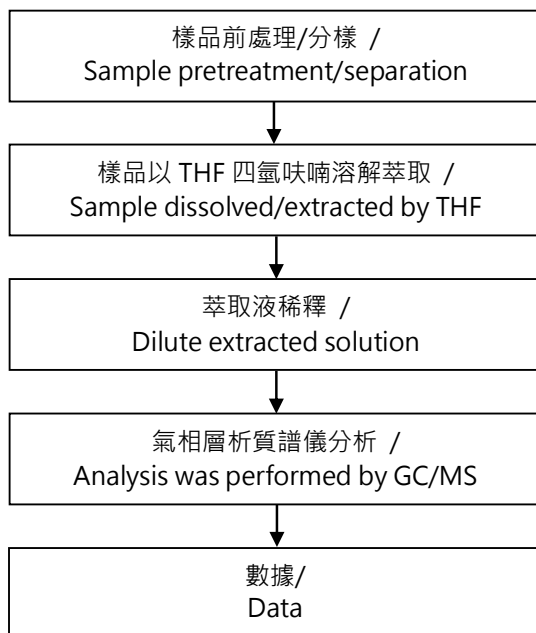 樣品前處理/分樣 /
Sample pretreatment/separation
樣品以 THF 四氫呋喃溶解萃取 /
Sample dissolved/extracted by THF
萃取液稀釋 /
Dilute extracted solution
氣相層析質譜儀分析 /
Analysis was performed by GC/MS
數據/
Data